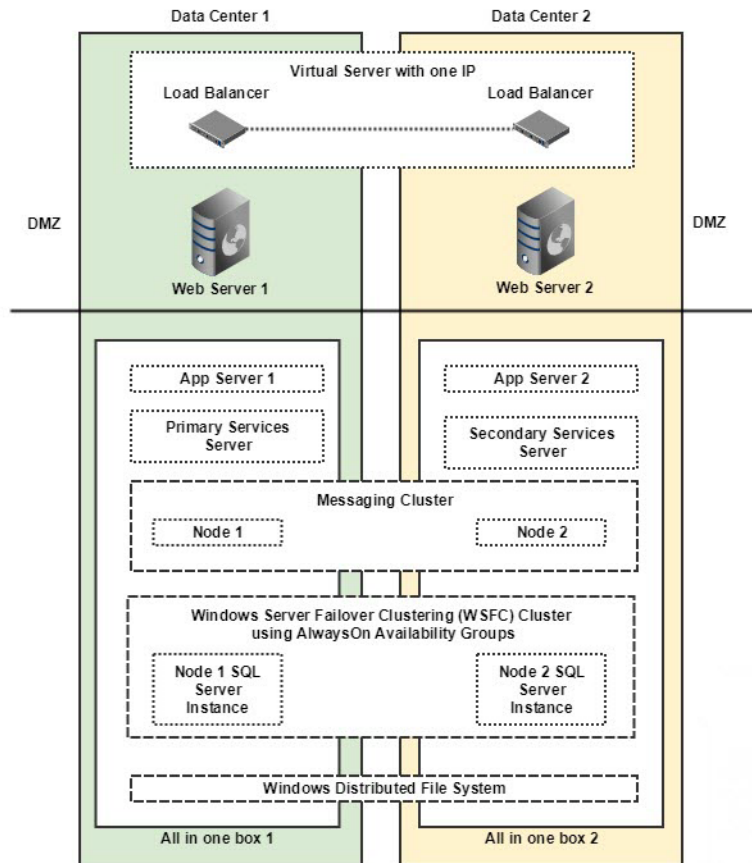 Data Center 1
Data Center 2
Virtual Server with one IP
Load Balancer
Load Balancer
DMZ
DMZ
Web Server 1
Web Server 2
App Server 1
App Server 2
Primary Services
Server
Secondary Services
Server
Messaging Cluster
Node 1
Node 2
Windows Server Failover Clustering (WSFC) Cluster
using AlwaysOn Availability Groups
Node 1 SQL
Server
Instance
Node 2 SQL
Server
Instance
Windows Distributed File System
All in one box 1
All in one box 2